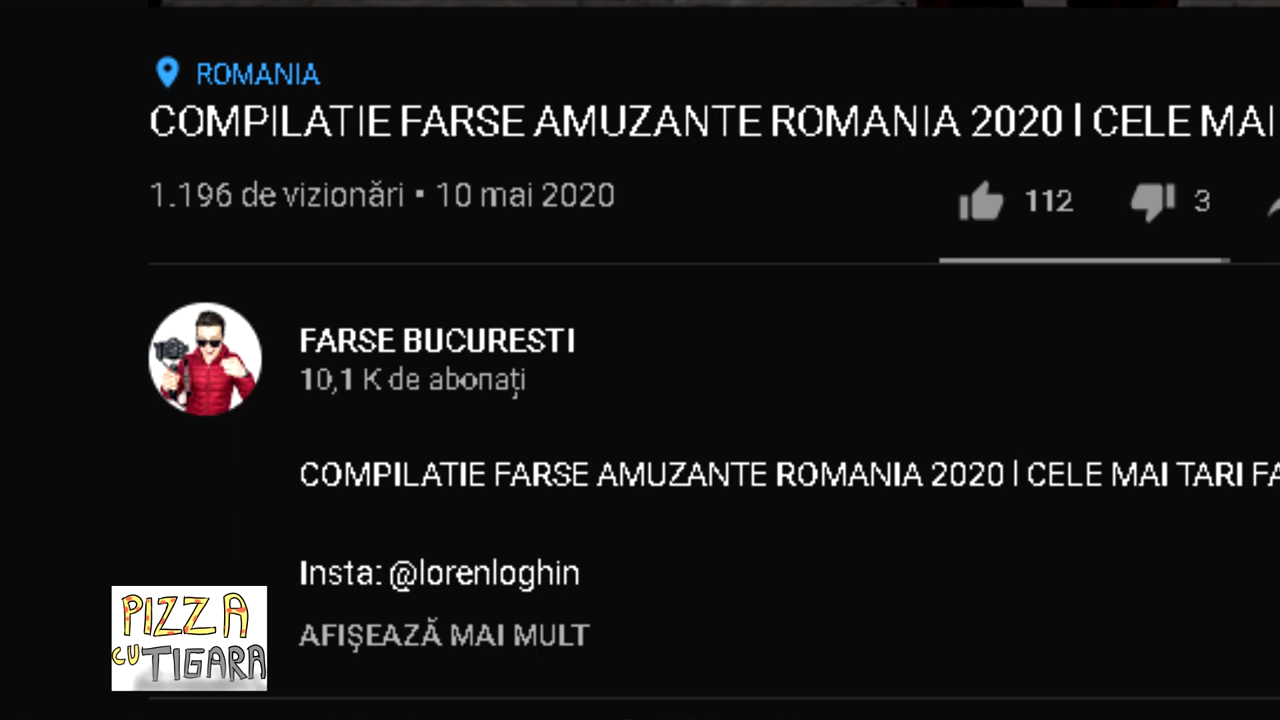 ROMANIA
COMPILATIE FARSE AMUZANTE ROMANIA 2020 | CELE MAI
1.196 de vizionări • 10 mai 2020
112
3
FARSE BUCURESTI
10,1 K de abonați
COMPILATIE FARSE AMUZANTE ROMANIA 2020 | CELE MAI TARI FA
Insta: @lorenloghin
AFIȘEAZĂ MAI MULT
PIZZA
CU TIGARA